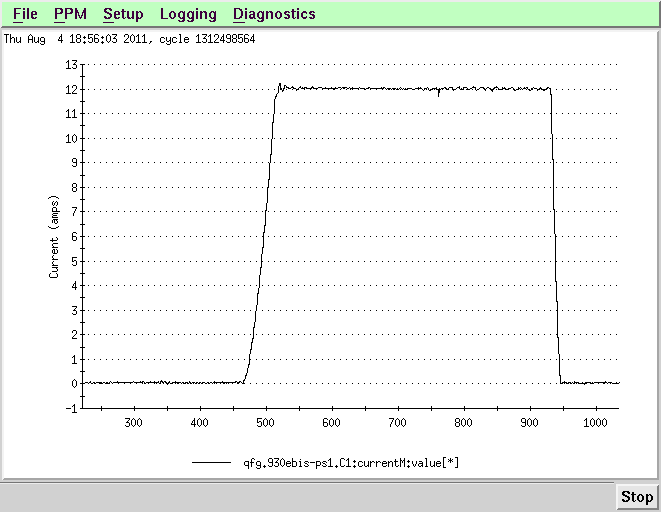 File PPM Setup Logging Diagnostics
Thu Aug  4 18:56:03 2011, cycle 1312498564
13
12
11
10
9
8
7
6
5
4
3
2
1
0
-1
Current (amps)
300 400 500 600 700 800 900 1000
qfg.930ebis-ps1.C1:currentM:value[*]
Stop